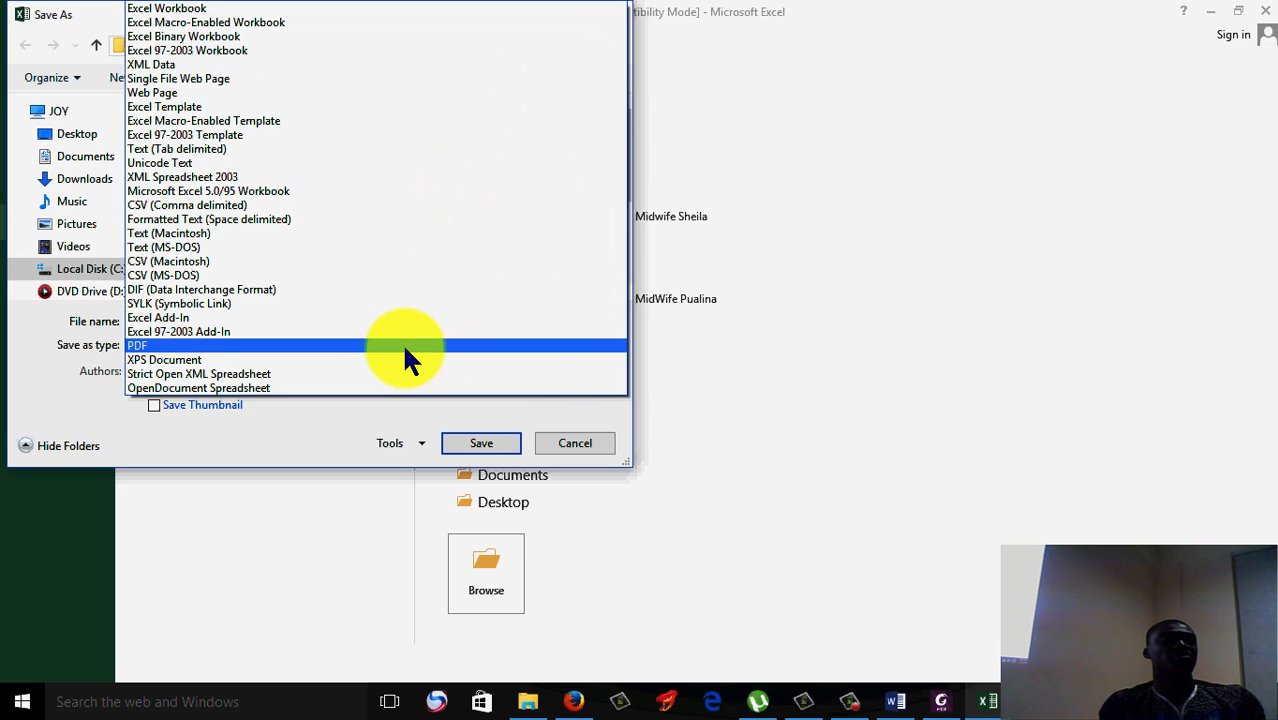 Save As
tibility Mode] - Microsoft Excel
Sign in
Organize
Ne
JOY
Desktop
Documents
Downloads
Music
Pictures
Videos
Local Disk (C:
DVD Drive (D:
Excel Workbook
Excel Macro-Enabled Workbook
Excel Binary Workbook
Excel 97-2003 Workbook
XML Data
Single File Web Page
Web Page
Excel Template
Excel Macro-Enabled Template
Excel 97-2003 Template
Text (Tab delimited)
Unicode Text
XML Spreadsheet 2003
Microsoft Excel 5.0/95 Workbook
CSV (Comma delimited)
Formatted Text (Space delimited)
Text (Macintosh)
Text (MS-DOS)
CSV (Macintosh)
CSV (MS-DOS)
DIF (Data Interchange Format)
SYLK (Symbolic Link)
Excel Add-In
Excel 97-2003 Add-In
PDF
XPS Document
Strict Open XML Spreadsheet
OpenDocument Spreadsheet
File name:
Save as type:
Authors:
Save Thumbnail
Hide Folders
Tools
Save
Cancel
Midwife Sheila
MidWife Pualina
Documents
Desktop
Browse
Search the web and Windows